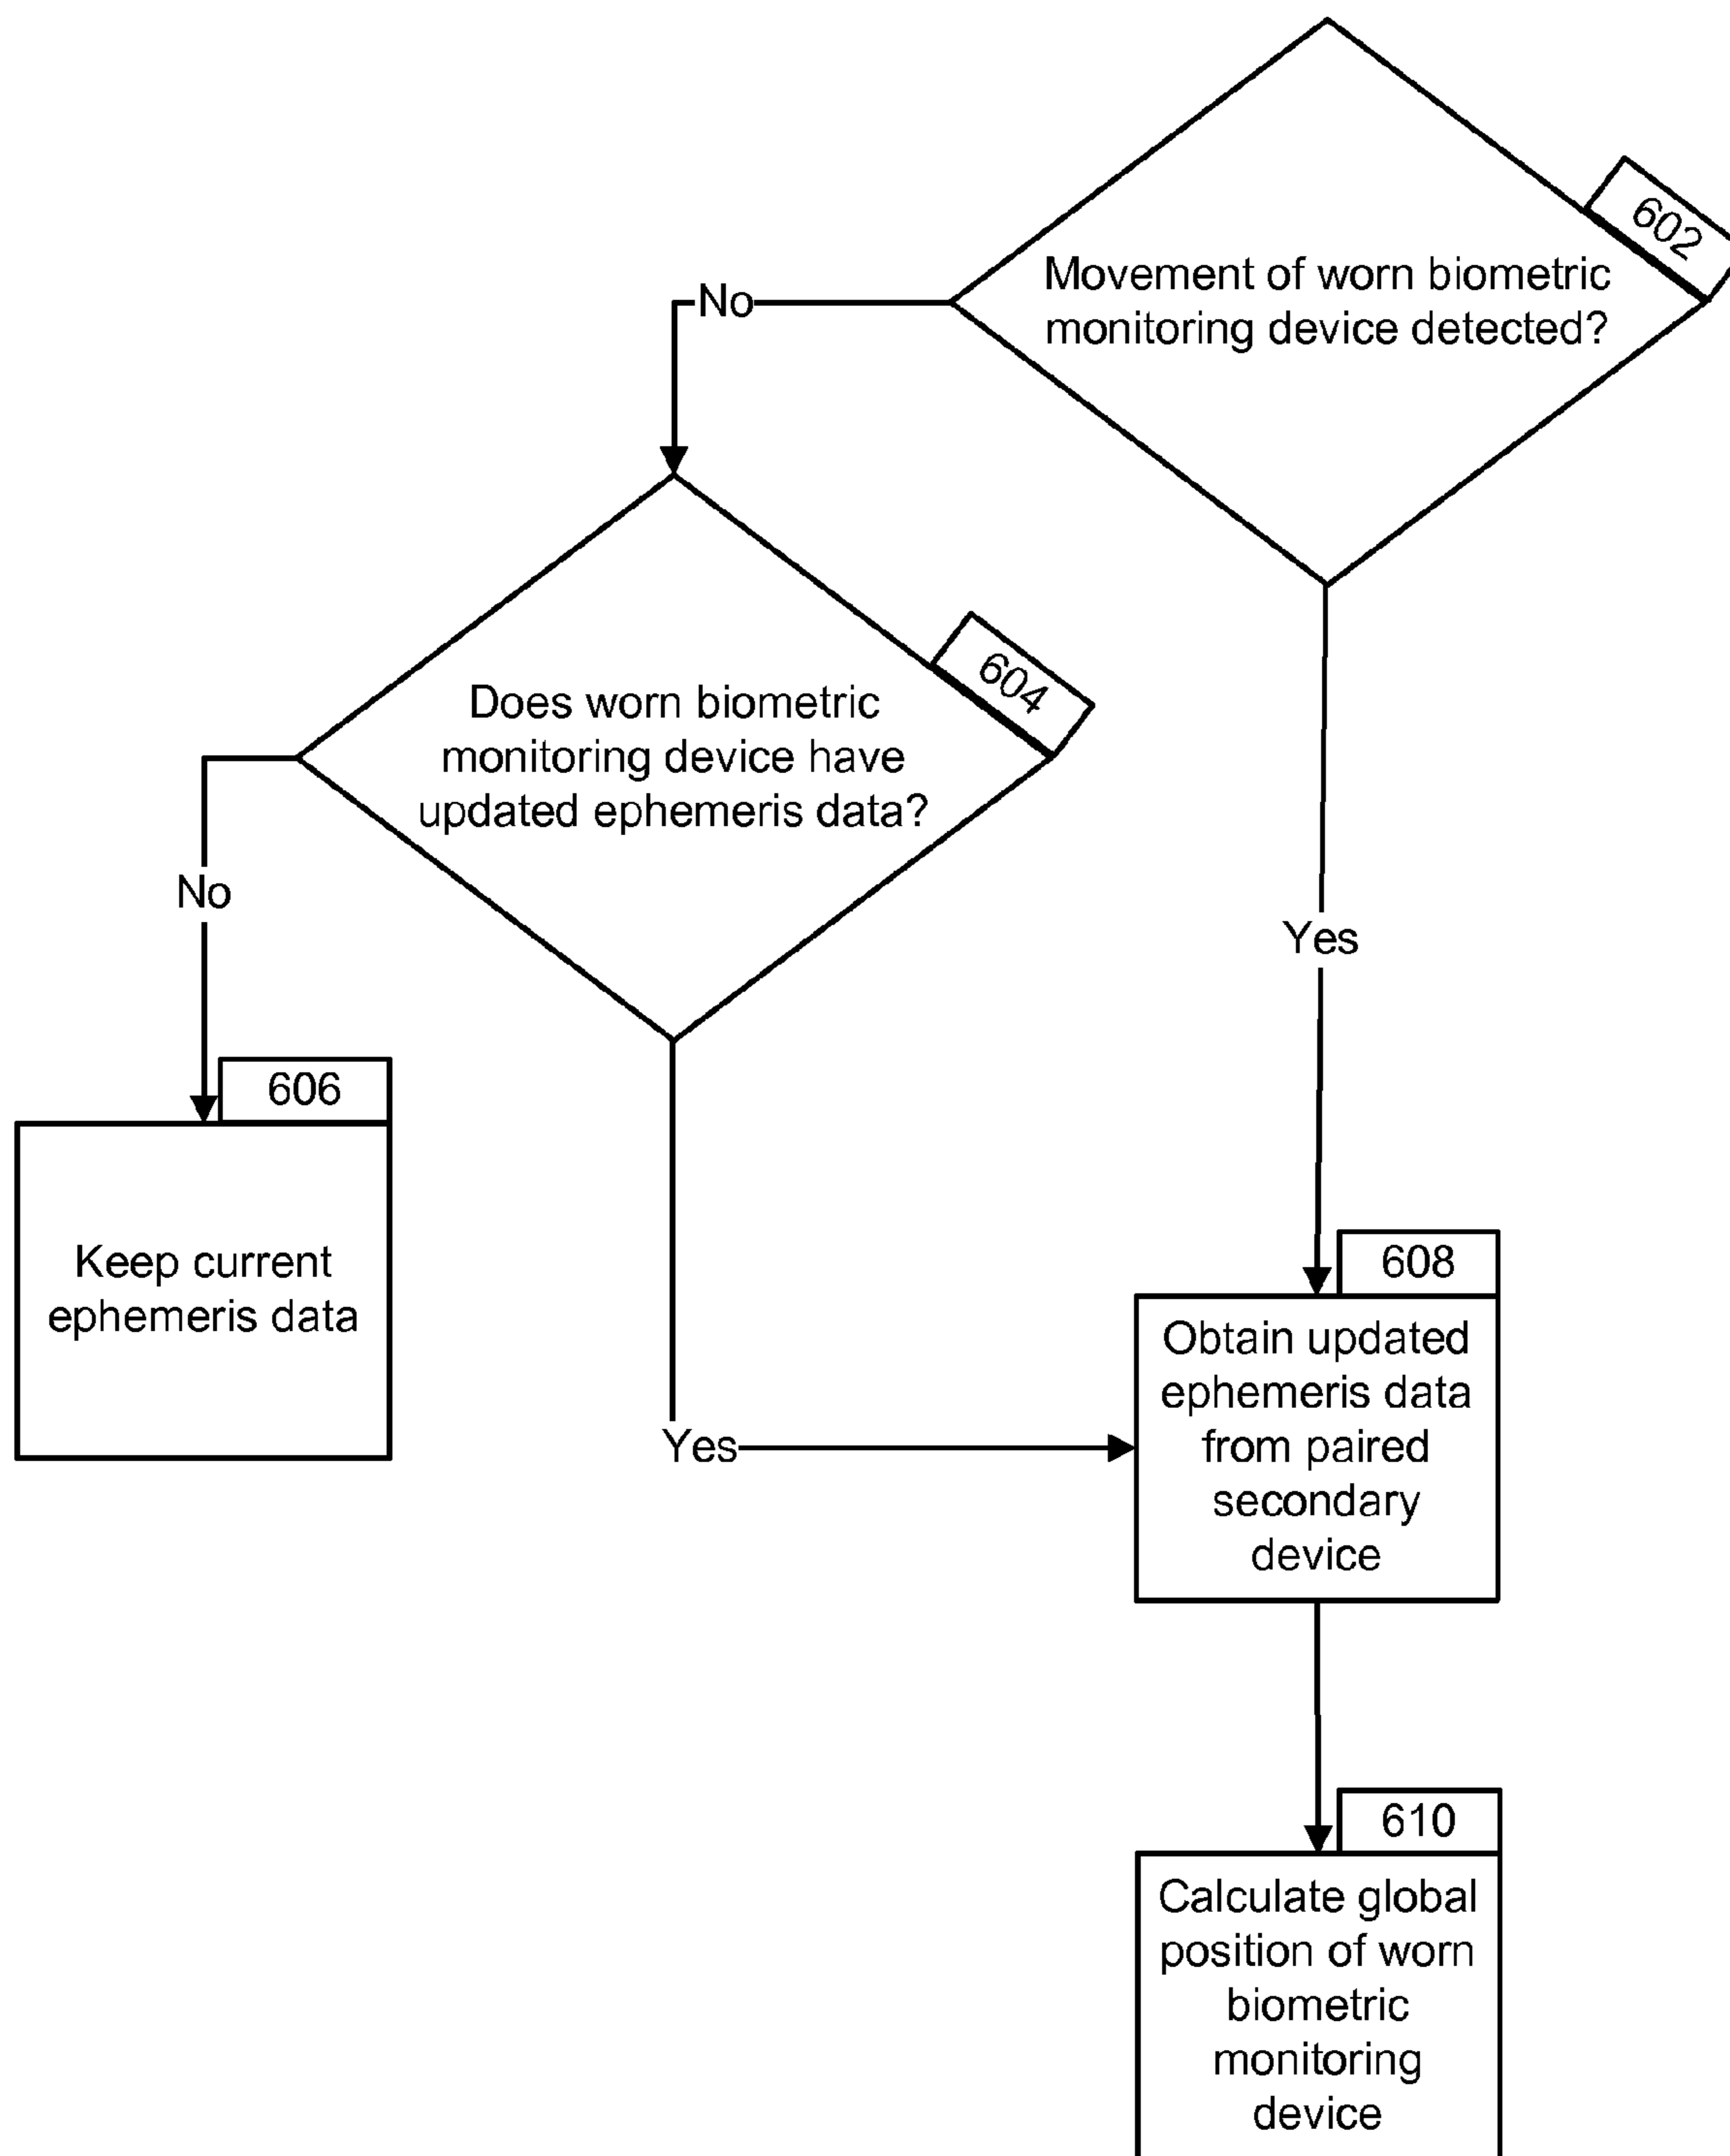 602
Movement of worn biometric
monitoring device detected?
No
604
Does worn biometric
monitoring device have
updated ephemeris data?
No
Yes
606
Keep current
ephemeris data
608
Obtain updated
ephemeris data
from paired
secondary
device
Yes
610
Calculate global
position of worn
biometric
monitoring
device